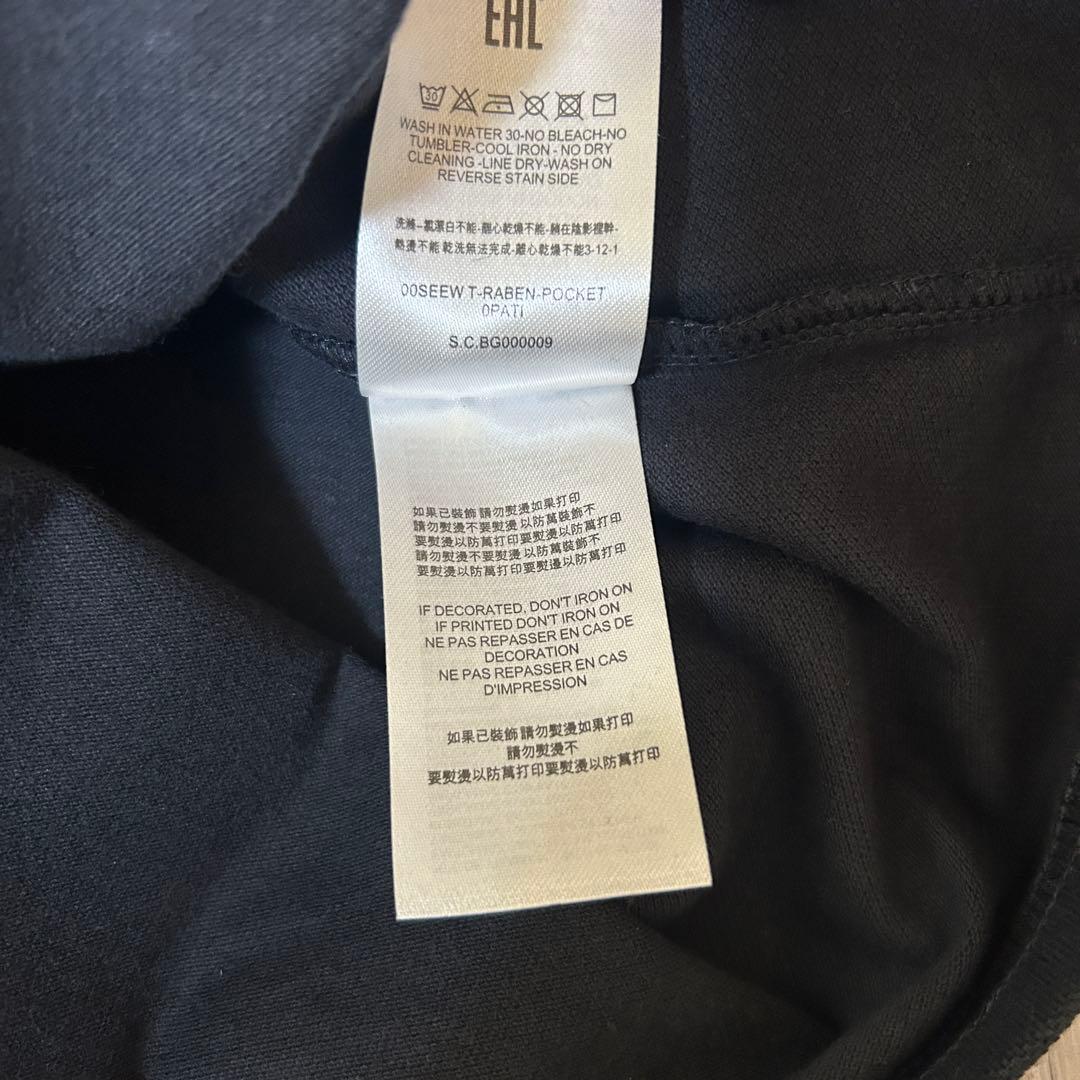 EAC
30
WASH IN WATER 30-NO BLEACH-NO
TUMBLER-COOL IRON - NO DRY
CLEANING -LINE DRY-WASH ON
REVERSE STAIN SIDE
洗滌-氯漂白不能-離心乾燥不能-躺在陰影裡幹-
熱燙不能 乾洗無法完成-離心乾燥不能3-12-1
00SEEW T-RABEN-POCKET
0PATI
S.C.BG000009
如果已裝飾 請勿熨燙如果打印
請勿熨燙不要熨燙 以防萬裝飾不
要熨燙以防萬打印要熨燙以防萬打印
請勿熨燙不要熨燙 以防萬裝飾不
要熨燙以防萬打印要熨邊以防萬打印
IF DECORATED, DON'T IRON ON
IF PRINTED DON'T IRON ON
NE PAS REPASSER EN CAS DE
DECORATION
NE PAS REPASSER EN CAS
D'IMPRESSION
如果已裝飾 請勿熨燙如果打印
請勿熨燙不
要熨燙以防萬打印要熨燙以防萬打印